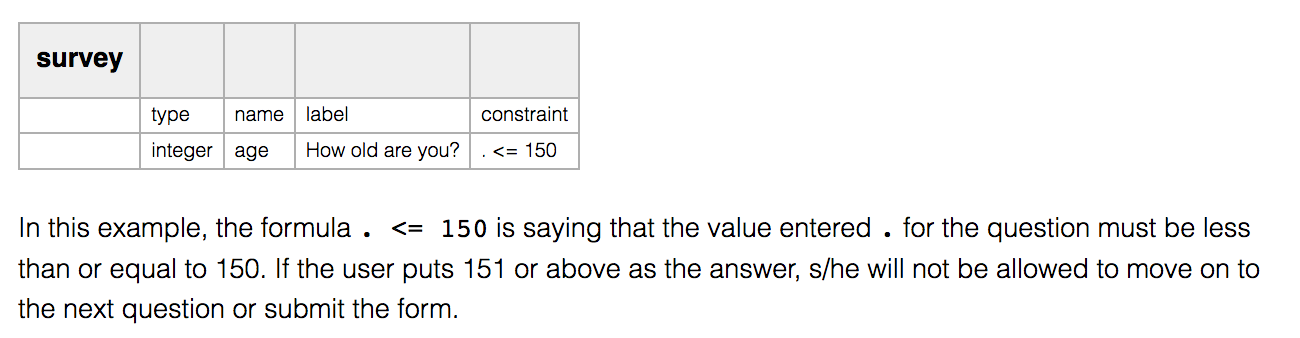 survey
type name label constraint
integer age How old are you? . <= 150
In this example, the formula . <= 150 is saying that the value entered . for the question must be less
than or equal to 150. If the user puts 151 or above as the answer, s/he will not be allowed to move on to
the next question or submit the form.